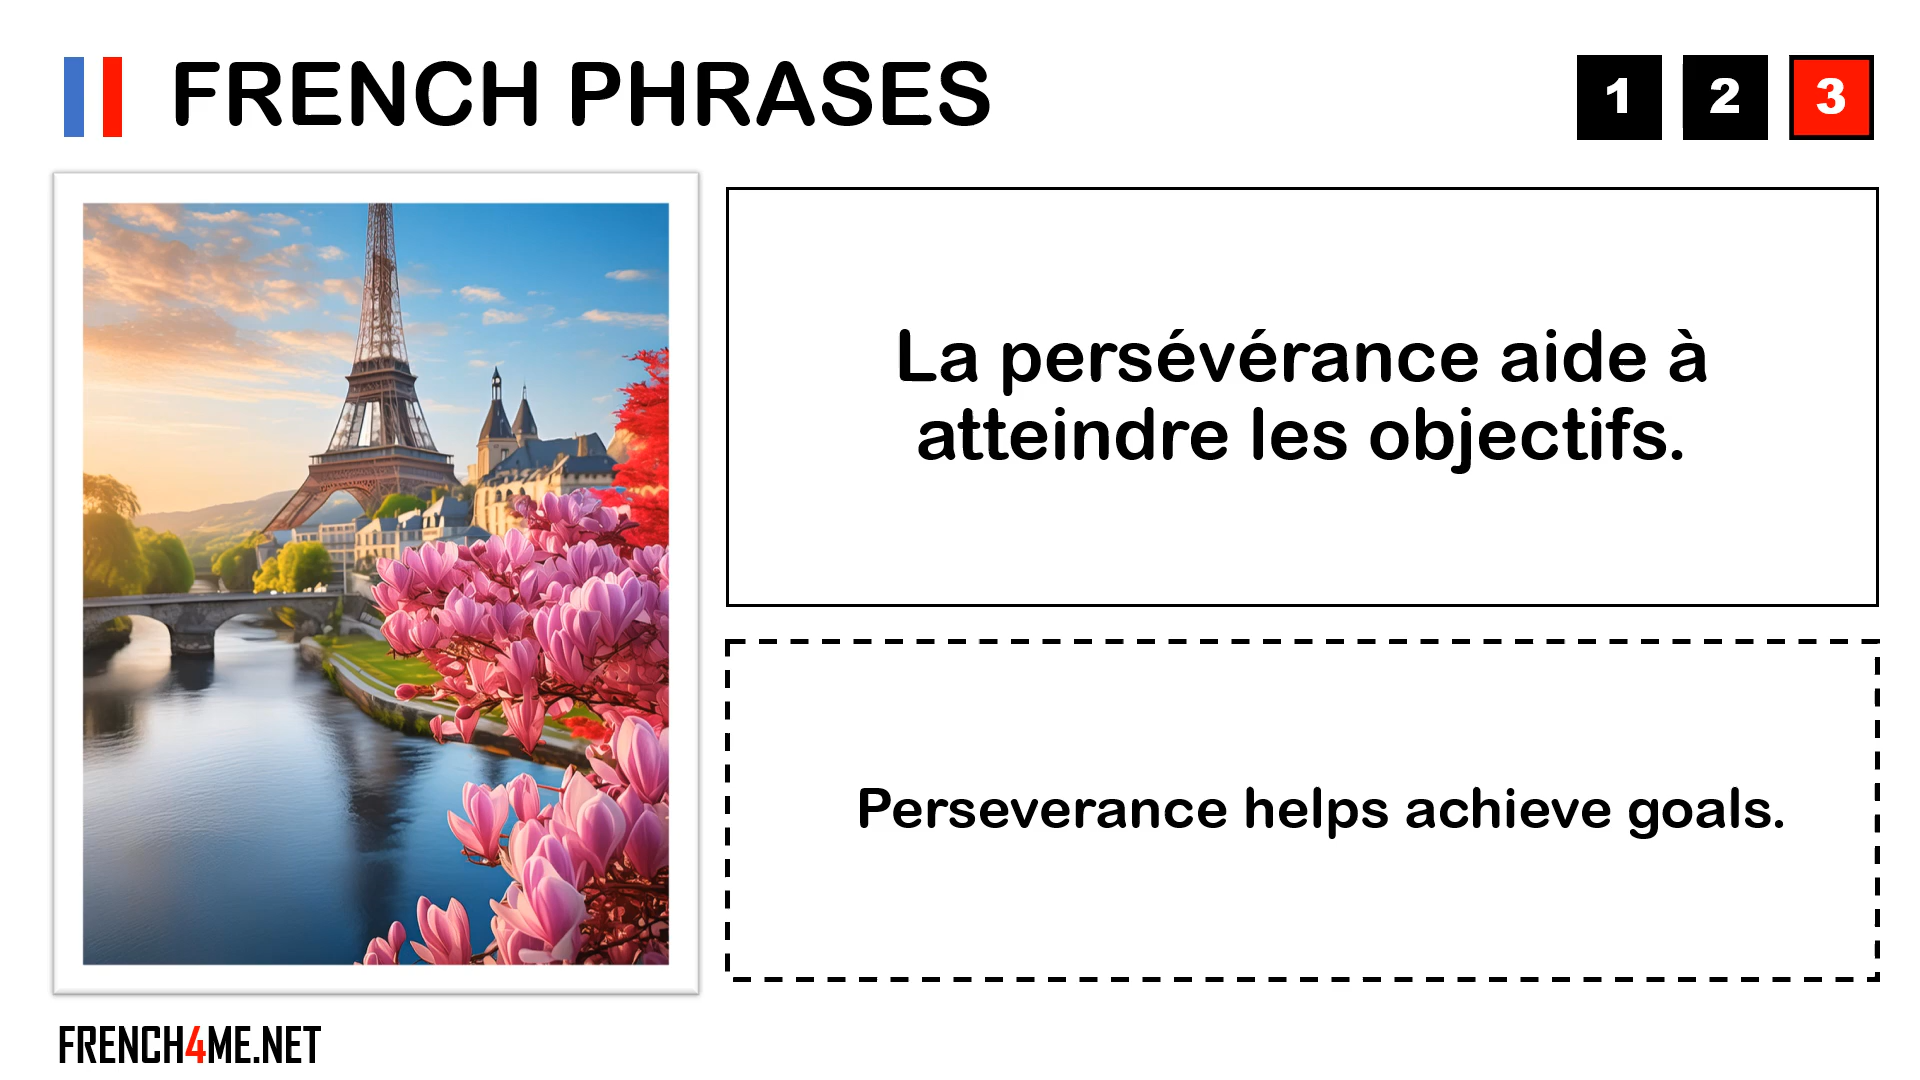 FRENCH PHRASES
1 2 3
La persévérance aide à
atteindre les objectifs.
Perseverance helps achieve goals.
FRENCH4ME.NET